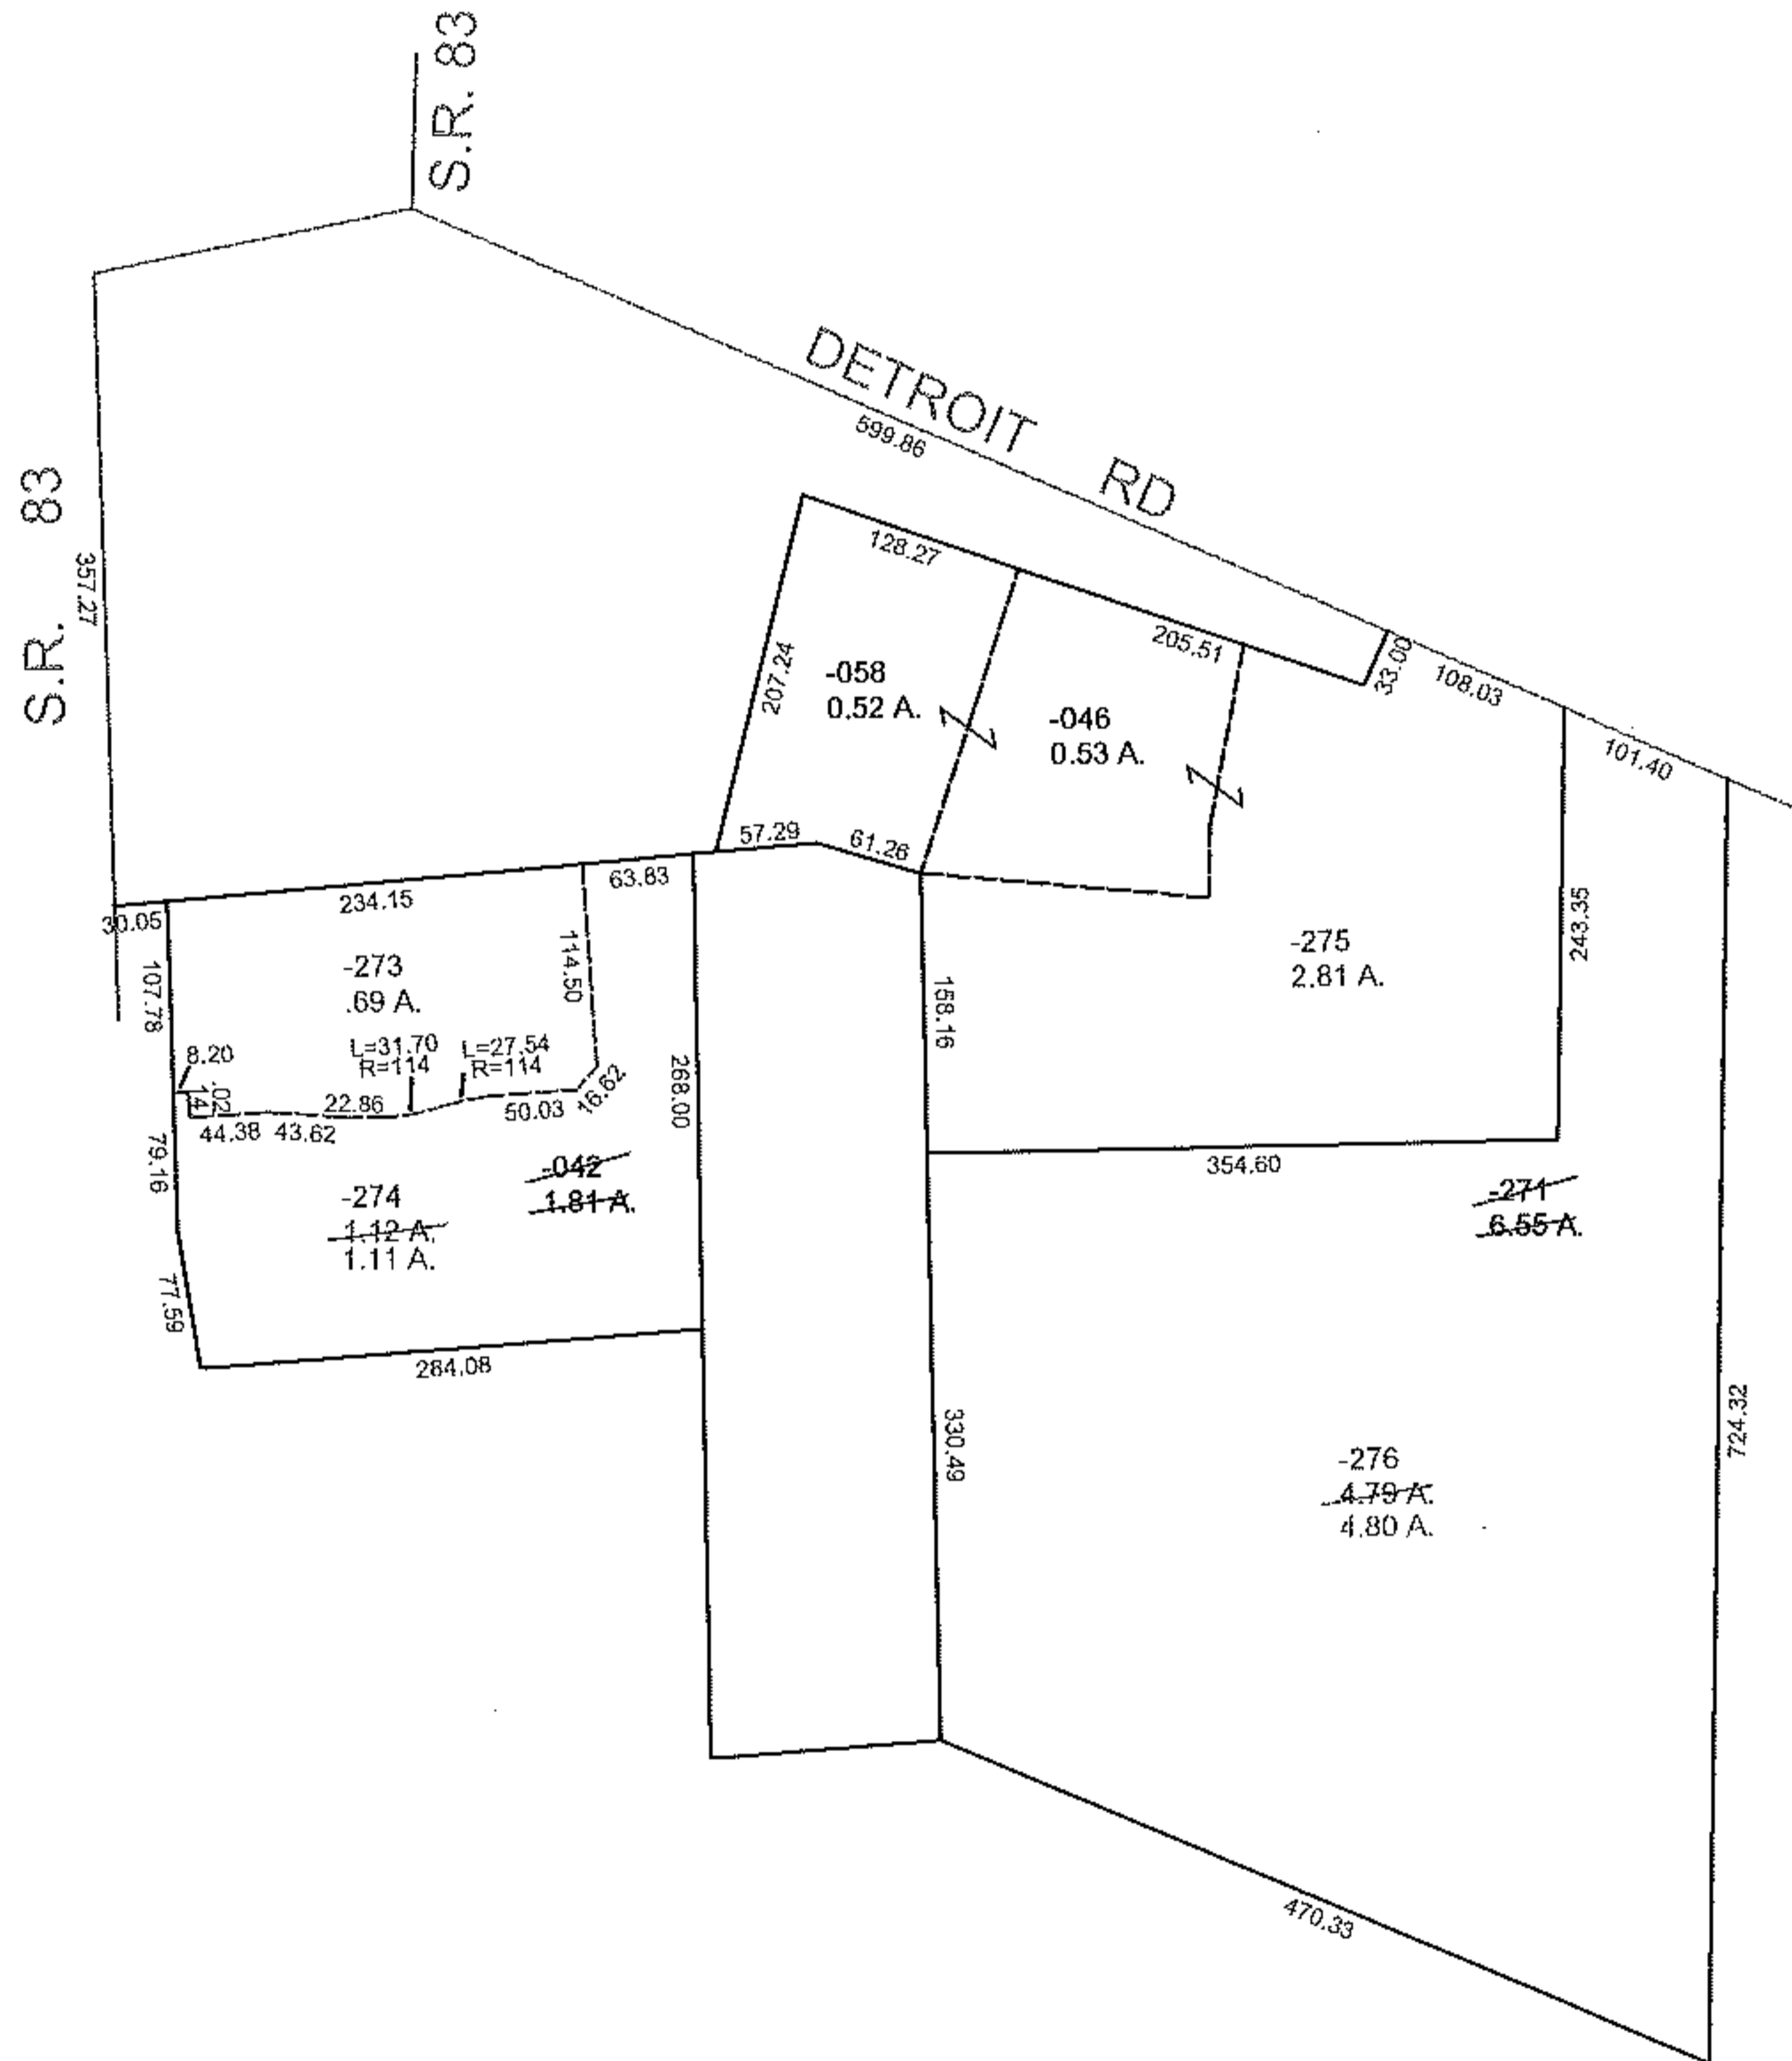 S.R. 83
S.R. 83
DETROIT RD
599.86
357.27
128.27
205.51
33.00
108.03
101.40
207.24
-058
0.52 A.
-046
0.53 A.
57.29
61.26
63.83
234.15
30.05
107.78
114.50
-273
.69 A.
-275
2.81 A.
243.35
158.16
268.00
8.20
14.02
L=31.70
R=114
L=27.54
R=114
22.86
50.03
16.62
44.38
43.62
79.16
-042
1.81 A.
-274
1.12 A.
1.11 A.
77.59
284.08
354.60
-271
6.55 A.
330.49
724.32
-276
4.79 A.
4.80 A.
470.33